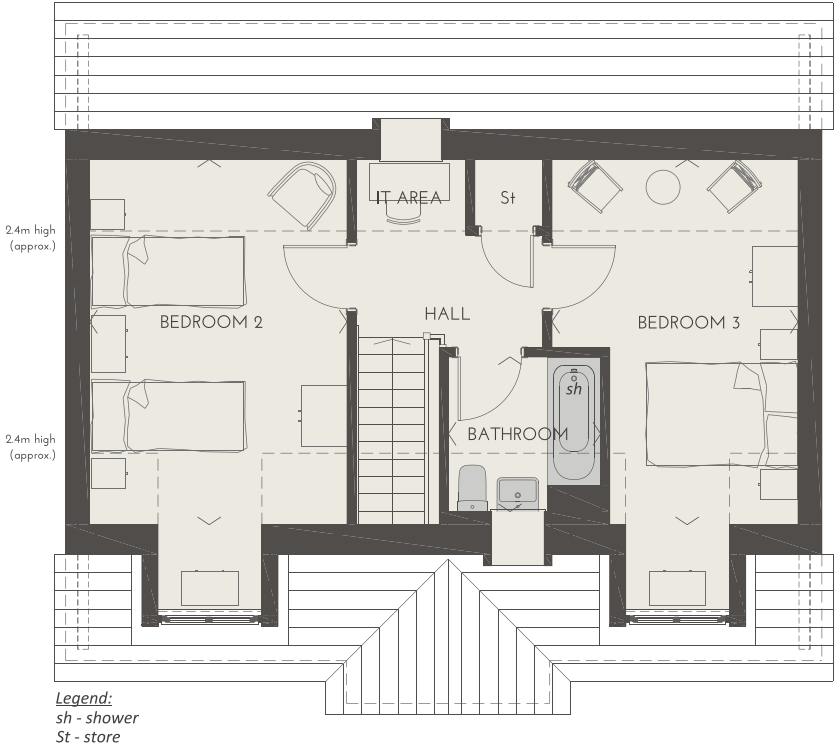 IT AREA
St
2.4m high
(approx.)
HALL
BEDROOM 2
BEDROOM 3
sh
2.4m high
(approx.)
BATHROOM
Legend:
sh - shower
St - store